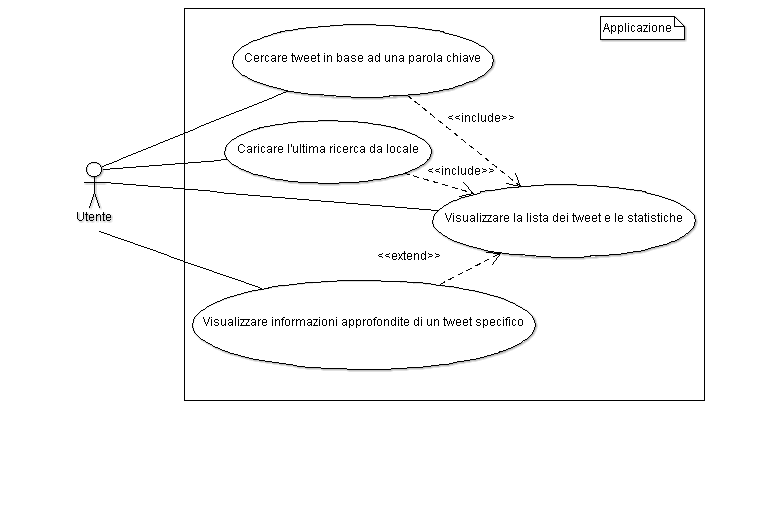 Applicazione
Cercare tweet in base ad una parola chiave
<<include>>
Caricare l'ultima ricerca da locale
<<include>>
Utente
Visualizzare la lista dei tweet e le statistiche
<<extend>>
Visualizzare informazioni approfondite di un tweet specifico